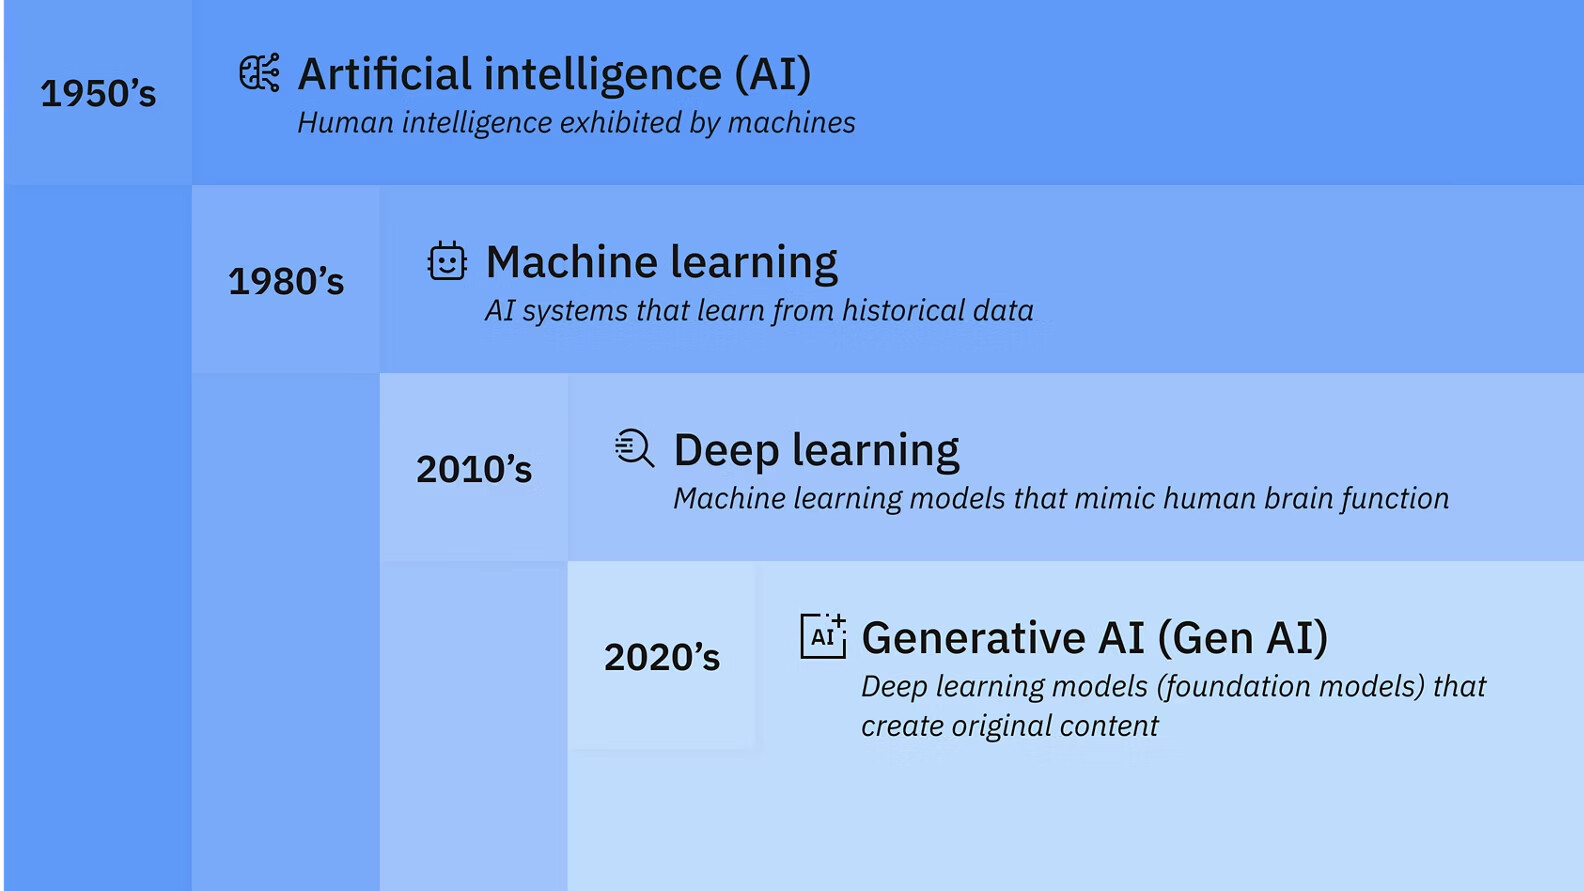 1950’s
Artificial intelligence (AI)
Human intelligence exhibited by machines
1980’s
Machine learning
AI systems that learn from historical data
2010’s
Deep learning
Machine learning models that mimic human brain function
2020’s
AI
Generative AI (Gen AI)
Deep learning models (foundation models) that
create original content